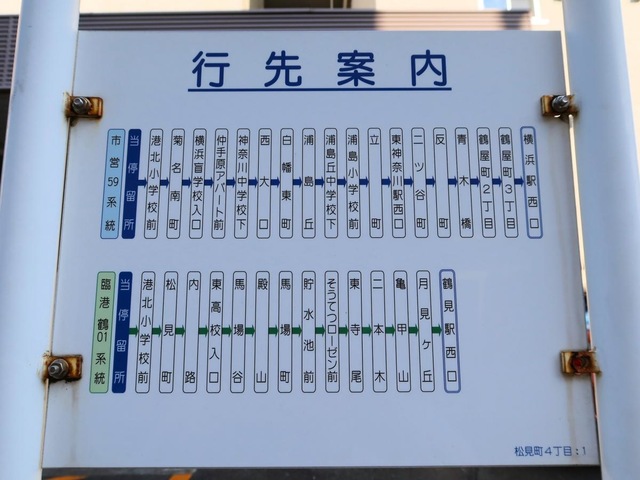 行先案内
市営59系統
当停留所
港北小学校前
菊名南町
横浜盲学校入口
仲手原アパート前
神奈川中学校下
西大口
白幡東町
浦島丘
浦島丘中学校下
浦島小学校前
立町
東神奈川駅西口
二ツ谷町
反町
青木橋
鶴屋町2丁目
鶴屋町3丁目
横浜駅西口
臨港鶴01系統
当停留所
港北小学校前
松見町
内路
東高校入口
馬場谷
殿山
馬場町
貯水池前
そうてつローゼン前
東寺尾
二本木
亀甲山
月見ヶ丘
鶴見駅西口
松見町4丁目:1